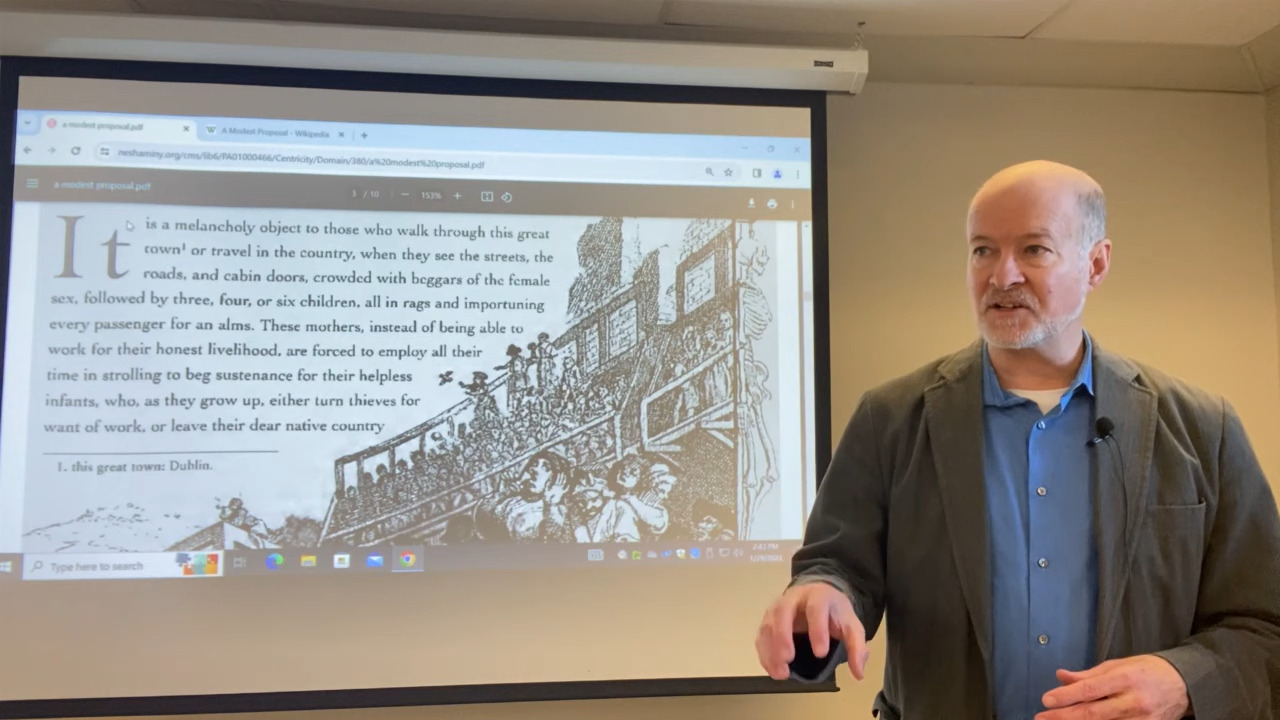 a modest proposal.pdf
A Modest Proposal - Wikipedia
neshaminy.org/cms/lib6/PA01000466/Centricity/Domain/380/a%20modest%20proposal.pdf
a modest proposal.pdf
3 / 10
153%
It is a melancholy object to those who walk through this great
town¹ or travel in the country, when they see the streets, the
roads, and cabin doors, crowded with beggars of the female
sex, followed by three, four, or six children, all in rags and importuning
every passenger for an alms. These mothers, instead of being able to
work for their honest livelihood, are forced to employ all their
time in strolling to beg sustenance for their helpless
infants, who, as they grow up, either turn thieves for
want of work, or leave their dear native country
1. this great town: Dublin.
Type here to search
2:43 PM